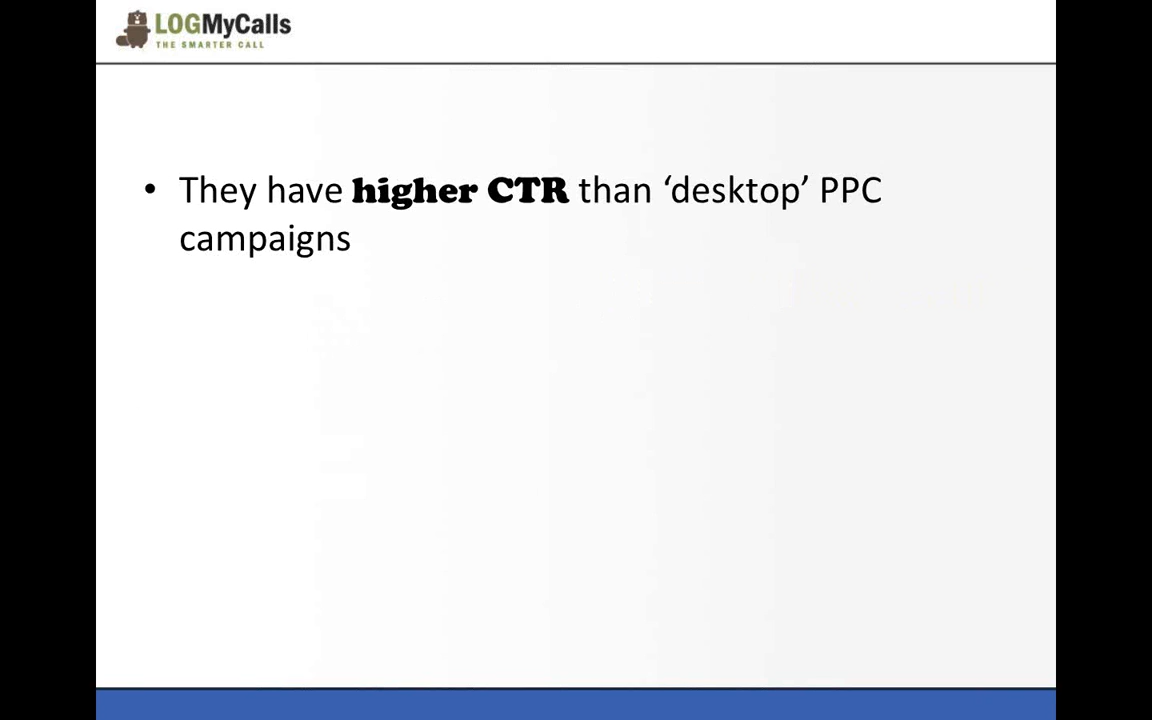 LOGMyCalls
THE SMARTER CALL
• They have higher CTR than ‘desktop’ PPC
campaigns